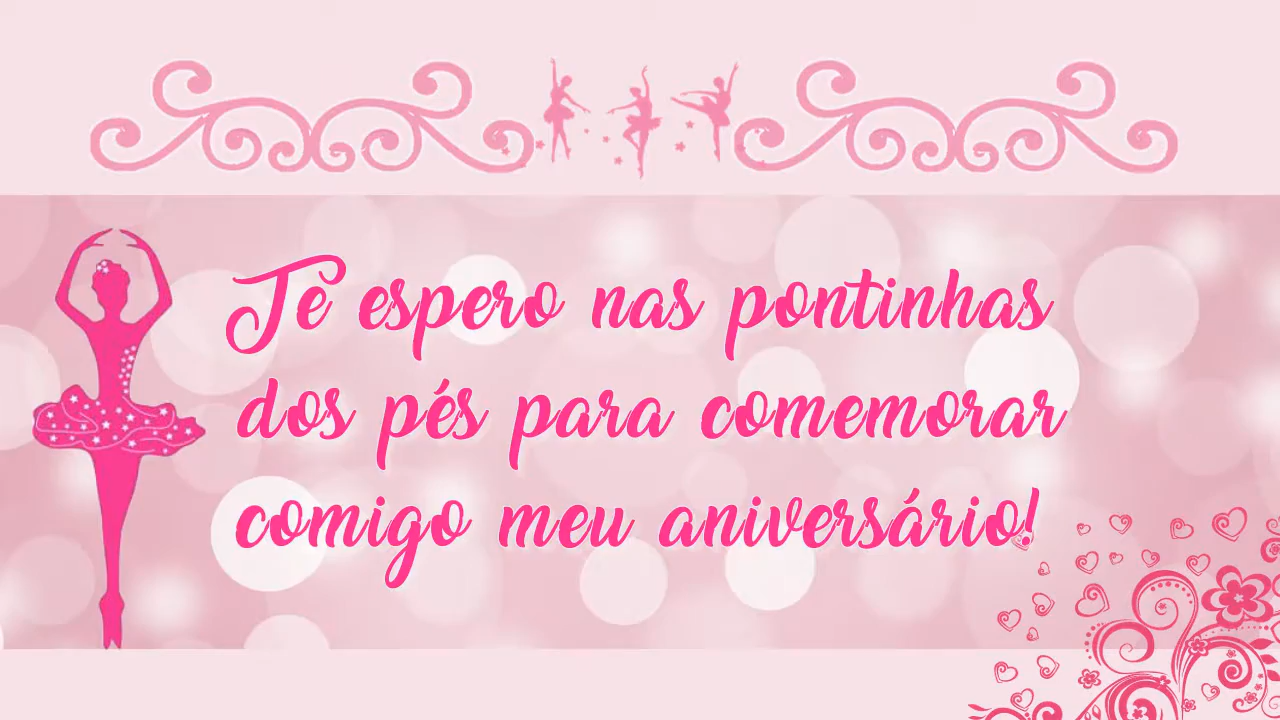 Te espero nas pontinhas
dos pés para comemorar
comigo meu aniversário!